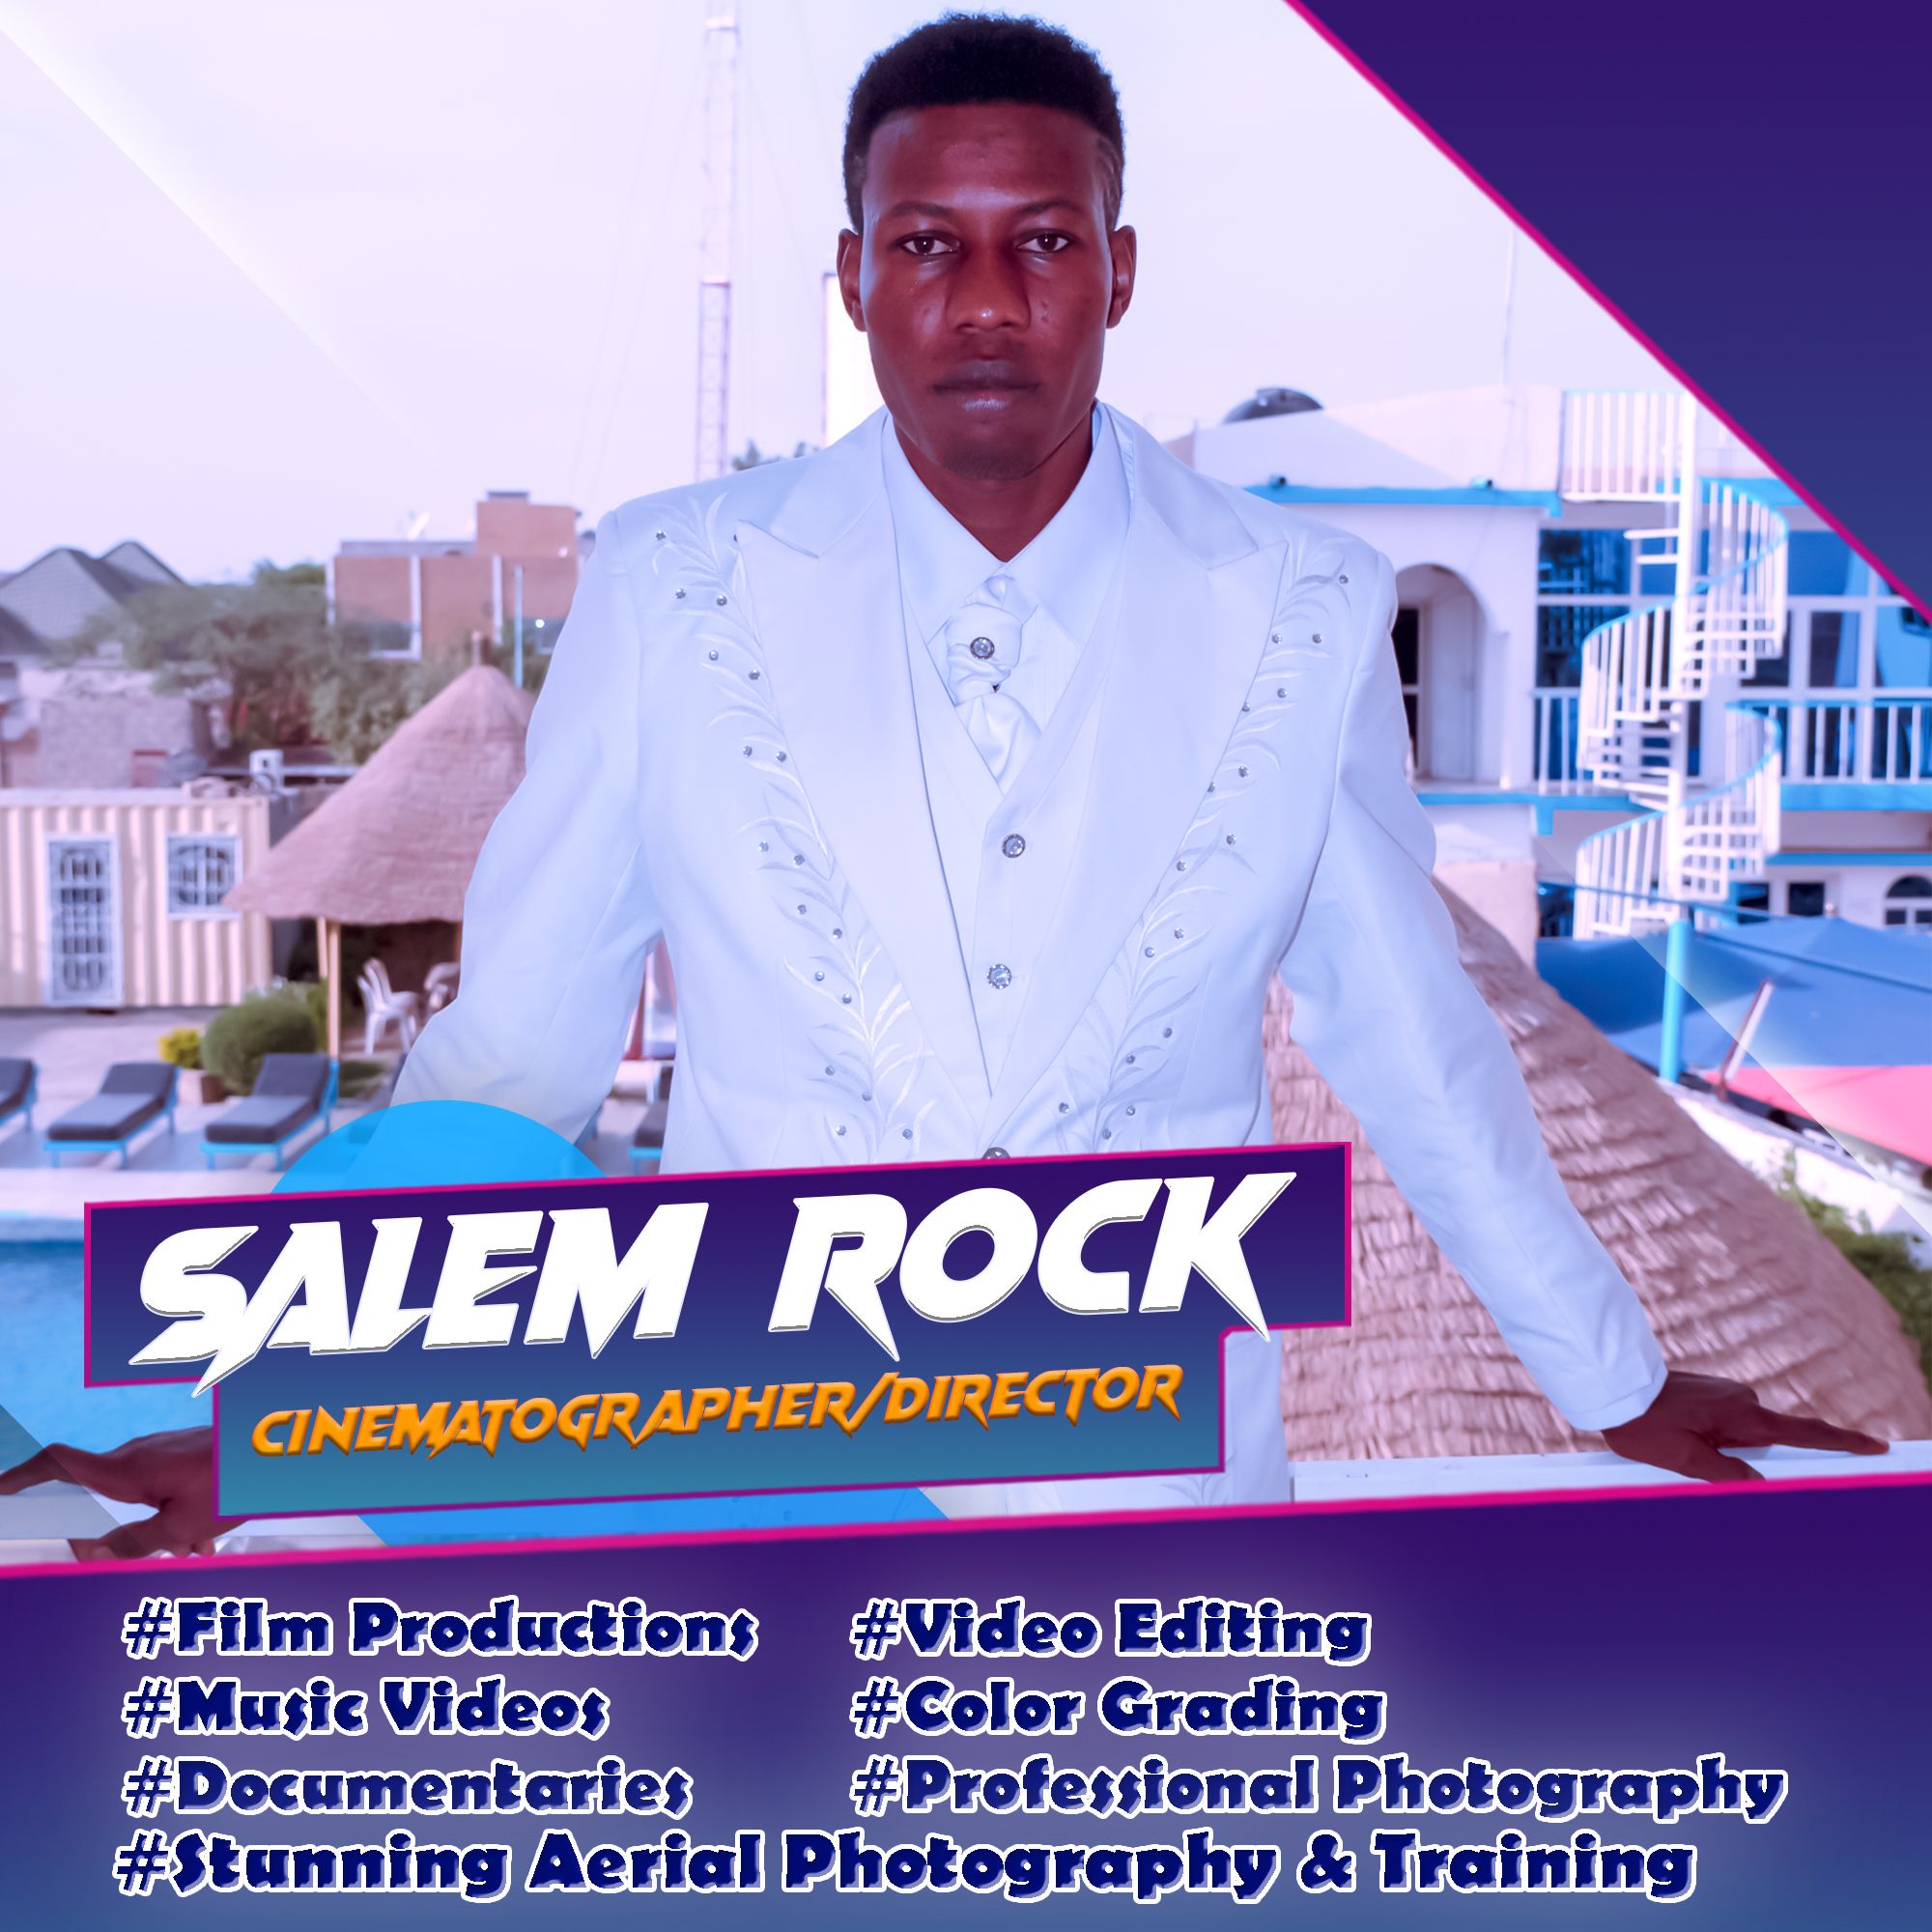 SALEM ROCK
CINEMATOGRAPHER/DIRECTOR
#Film Productions
#Music Videos
#Documentaries
#Video Editing
#Color Grading
#Professional Photography
#Stunning Aerial Photography & Training